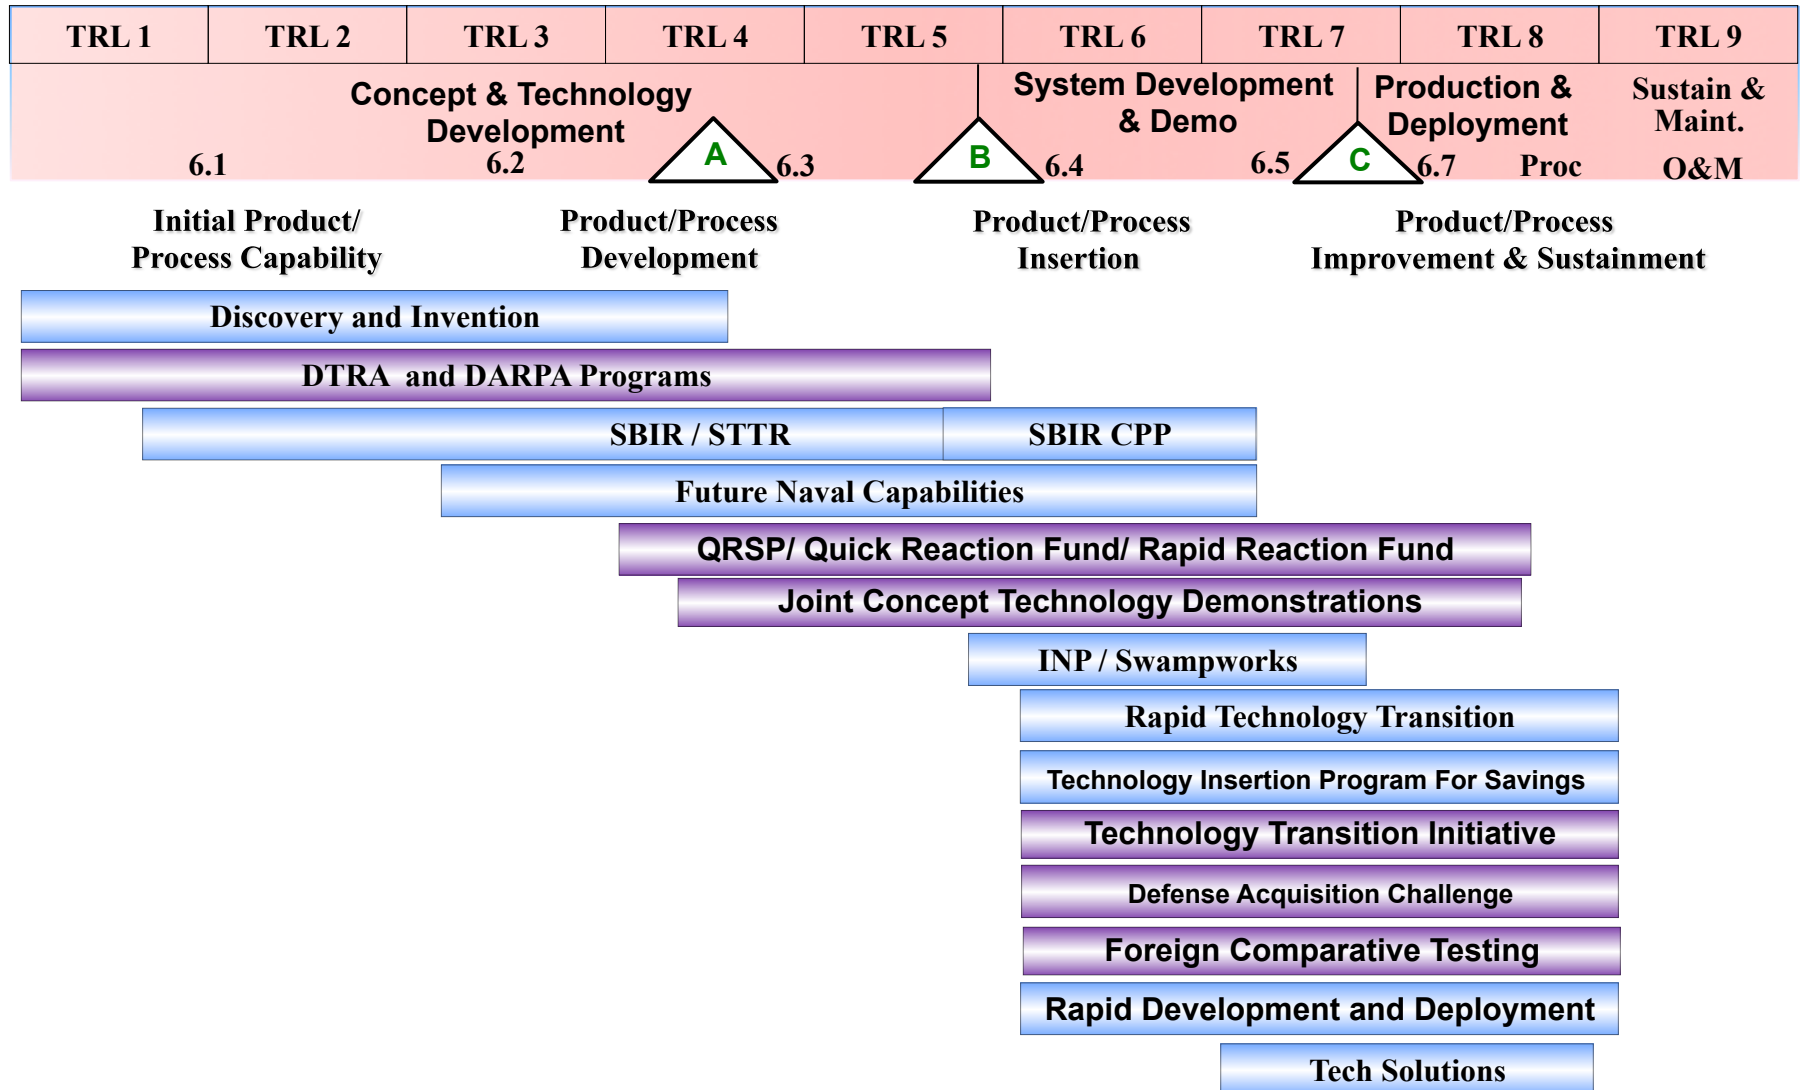 TRL 1 TRL 2 TRL 3 TRL 4 TRL 5 TRL 6 TRL 7 TRL 8 TRL 9
Concept & Technology
Development
System Development
& Demo
Production &
Deployment
Sustain &
Maint.
6.1 6.2 A 6.3 B 6.4 6.5 C 6.7 Proc O&M
Initial Product/
Process Capability
Product/Process
Development
Product/Process
Insertion
Product/Process
Improvement & Sustainment
Discovery and Invention
DTRA and DARPA Programs
SBIR / STTR SBIR CPP
Future Naval Capabilities
QRSP/ Quick Reaction Fund/ Rapid Reaction Fund
Joint Concept Technology Demonstrations
INP / Swampworks
Rapid Technology Transition
Technology Insertion Program For Savings
Technology Transition Initiative
Defense Acquisition Challenge
Foreign Comparative Testing
Rapid Development and Deployment
Tech Solutions